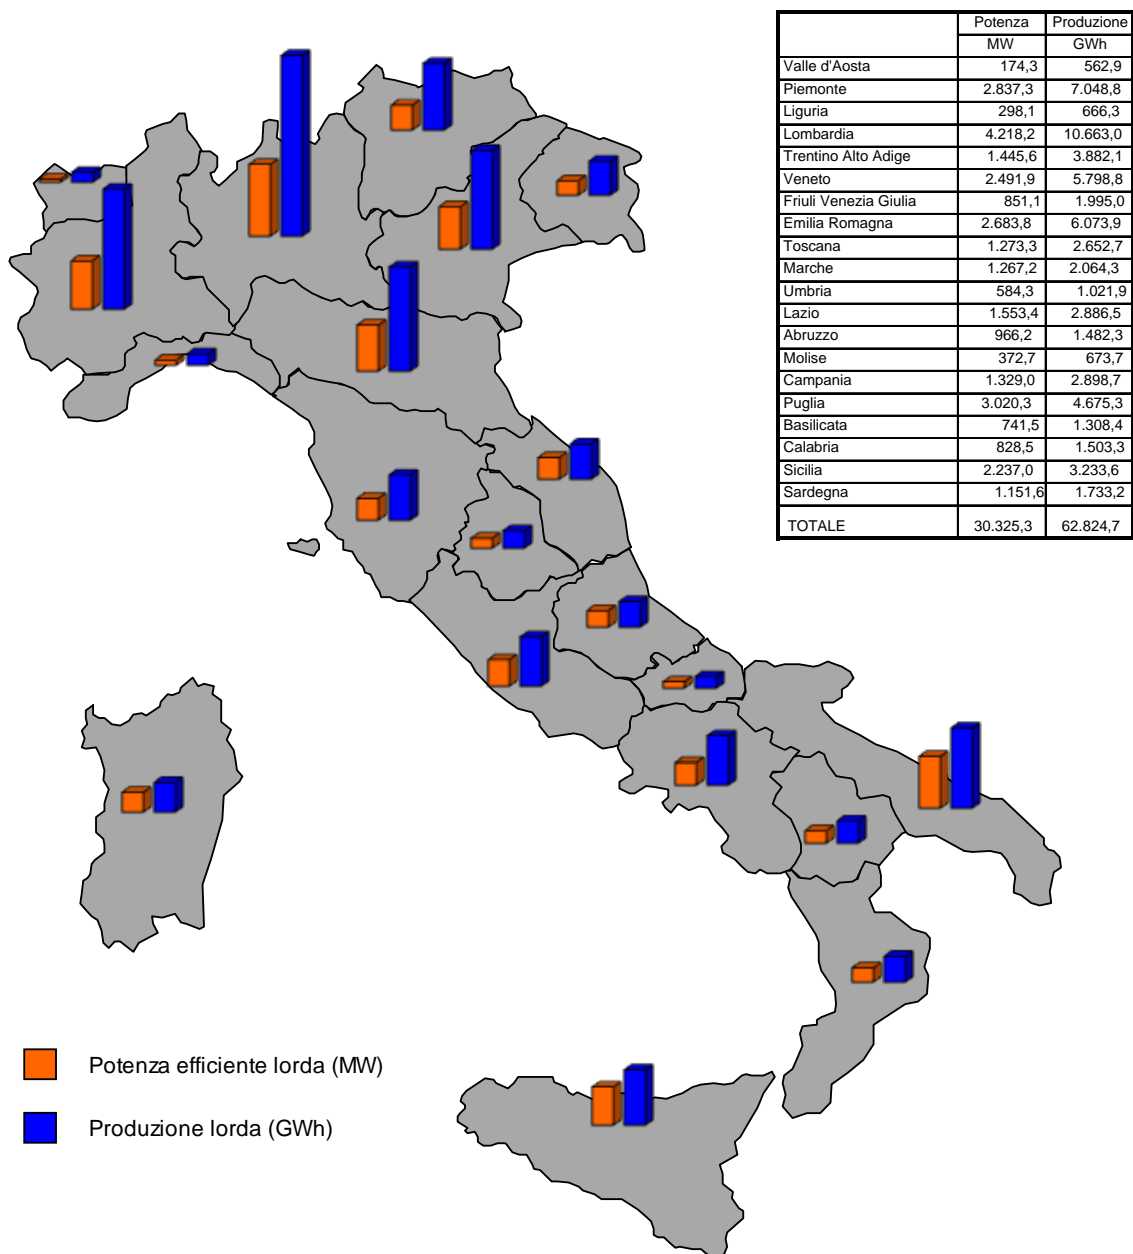 Potenza Produzione
MW GWh
Valle d'Aosta 174,3 562,9
Piemonte 2.837,3 7.048,8
Liguria 298,1 666,3
Lombardia 4.218,2 10.663,0
Trentino Alto Adige 1.445,6 3.882,1
Veneto 2.491,9 5.798,8
Friuli Venezia Giulia 851,1 1.995,0
Emilia Romagna 2.683,8 6.073,9
Toscana 1.273,3 2.652,7
Marche 1.267,2 2.064,3
Umbria 584,3 1.021,9
Lazio 1.553,4 2.886,5
Abruzzo 966,2 1.482,3
Molise 372,7 673,7
Campania 1.329,0 2.898,7
Puglia 3.020,3 4.675,3
Basilicata 741,5 1.308,4
Calabria 828,5 1.503,3
Sicilia 2.237,0 3.233,6
Sardegna 1.151,6 1.733,2
TOTALE 30.325,3 62.824,7
Potenza efficiente lorda (MW)
Produzione lorda (GWh)